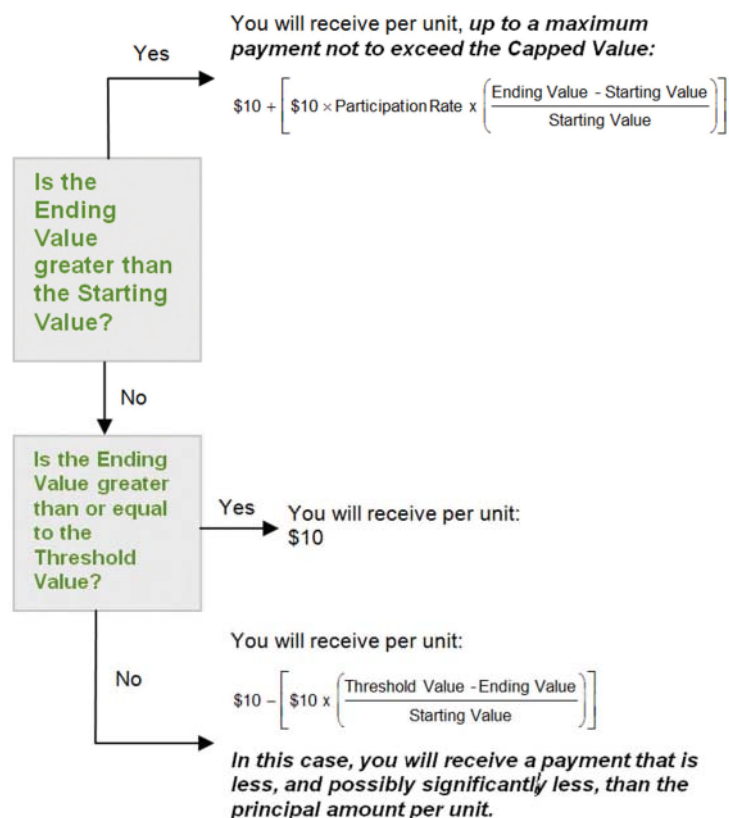 You will receive per unit, up to a maximum
payment not to exceed the Capped Value:
Yes
$10 + [ $10 × Participation Rate x ( Ending Value - Starting Value / Starting Value ) ]
Is the
Ending
Value
greater than
the Starting
Value?
No
Is the Ending
Value greater
than or equal
to the
Threshold
Value?
Yes
You will receive per unit:
$10
You will receive per unit:
No
$10 – [ $10 x ( Threshold Value - Ending Value / Starting Value ) ]
In this case, you will receive a payment that is
less, and possibly significantly less, than the
principal amount per unit.